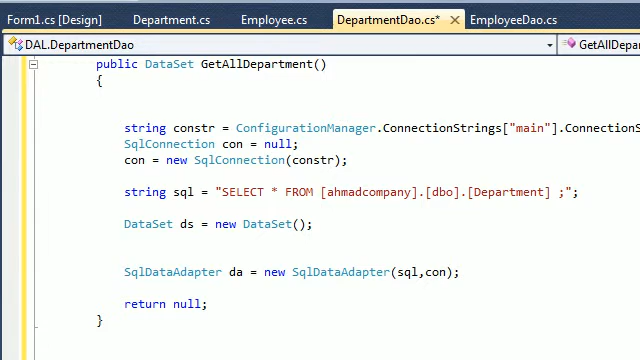 Form1.cs [Design] Department.cs Employee.cs DepartmentDao.cs* EmployeeDao.cs
DAL.DepartmentDao GetAllDepartm
public DataSet GetAllDepartment()
{
string constr = ConfigurationManager.ConnectionStrings["main"].ConnectionS
SqlConnection con = null;
con = new SqlConnection(constr);
string sql = "SELECT * FROM [ahmadcompany].[dbo].[Department] ;";
DataSet ds = new DataSet();
SqlDataAdapter da = new SqlDataAdapter(sql,con);
return null;
}